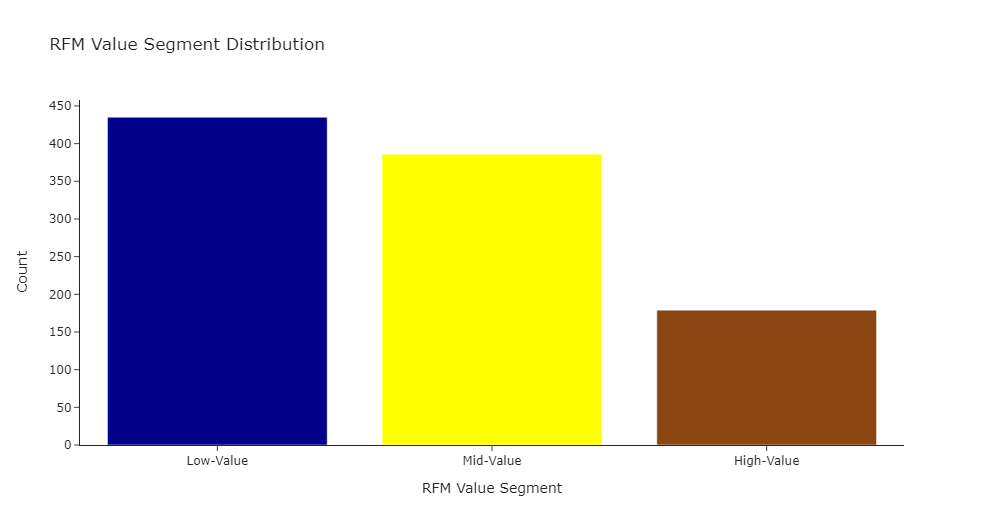 RFM Value Segment Distribution
450
400
350
300
250
200
150
100
50
0
Count
Low-Value Mid-Value High-Value
RFM Value Segment